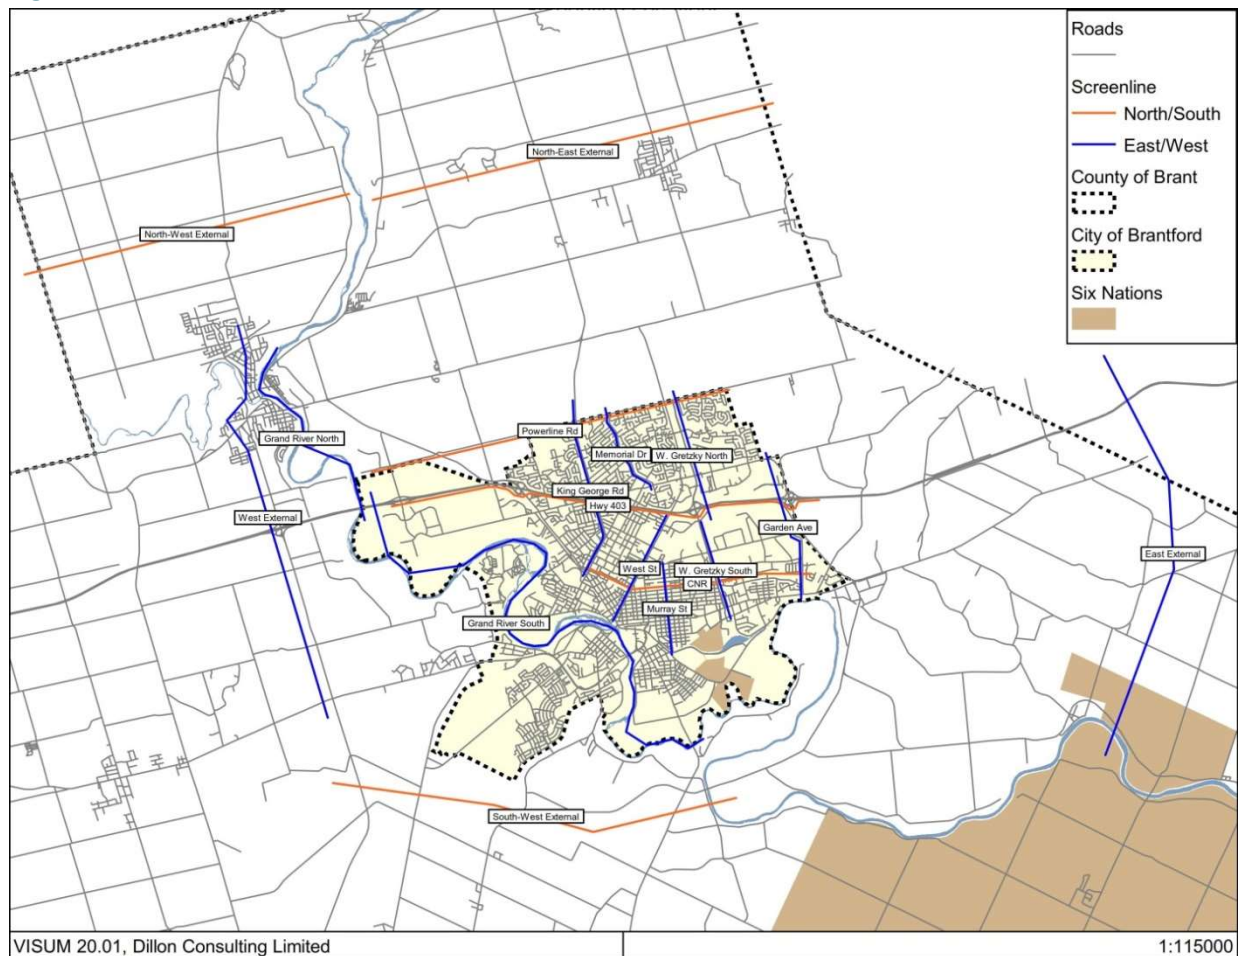 Roads
Screenline
North/South
East/West
County of Brant
City of Brantford
Six Nations
North-East External
North-West External
Powerline Rd
Grand River North
Memorial Dr
W. Gretzky North
King George Rd
Hwy 403
West External
Garden Ave
East External
West St
W. Gretzky South
CNR
Murray St
Grand River South
South-West External
VISUM 20.01, Dillon Consulting Limited
1:115000